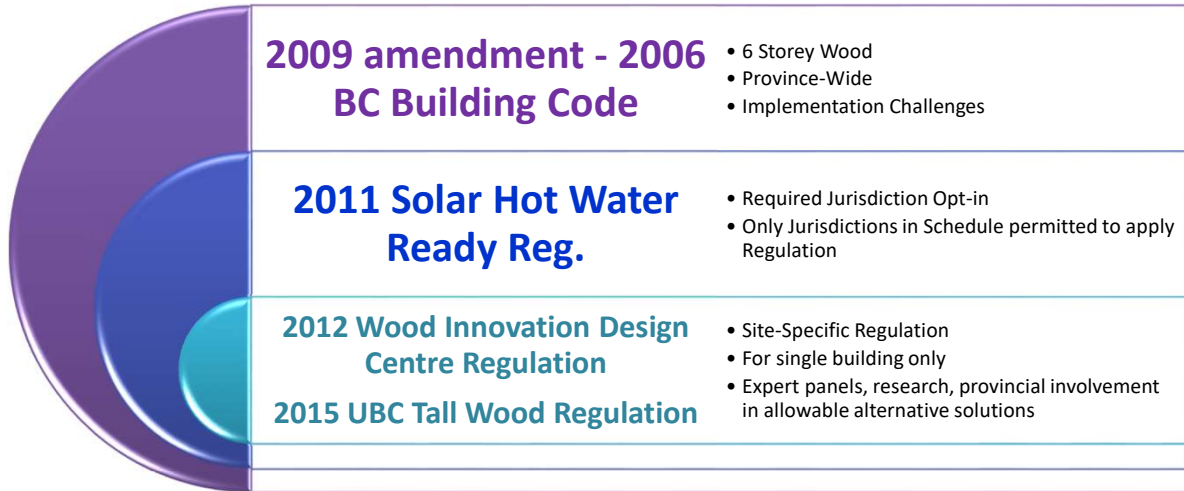 2009 amendment - 2006
BC Building Code
• 6 Storey Wood
• Province-Wide
• Implementation Challenges
2011 Solar Hot Water
Ready Reg.
• Required Jurisdiction Opt-in
• Only Jurisdictions in Schedule permitted to apply
Regulation
2012 Wood Innovation Design
Centre Regulation
2015 UBC Tall Wood Regulation
• Site-Specific Regulation
• For single building only
• Expert panels, research, provincial involvement
in allowable alternative solutions